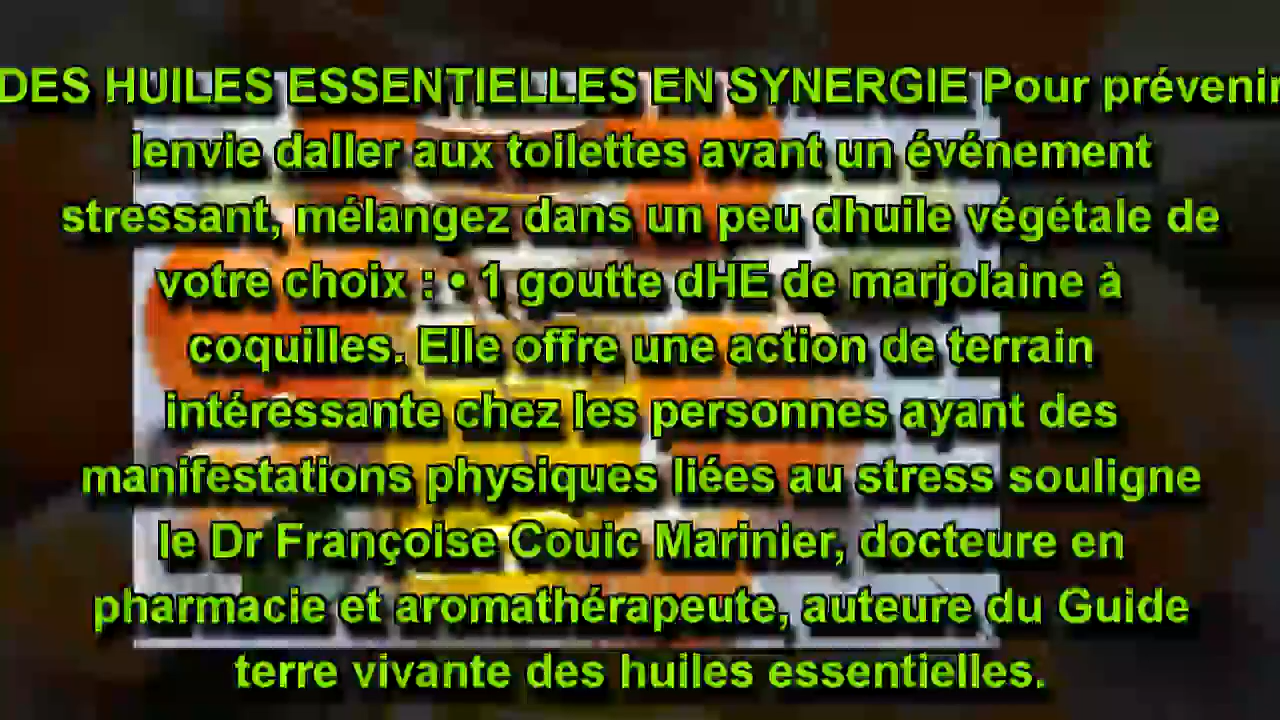 DES HUILES ESSENTIELLES EN SYNERGIE Pour prévenir
lenvie daller aux toilettes avant un événement
stressant, mélangez dans un peu dhuile végétale de
votre choix : • 1 goutte dHE de marjolaine à
coquilles. Elle offre une action de terrain
intéressante chez les personnes ayant des
manifestations physiques liées au stress souligne
le Dr Françoise Couic Marinier, docteure en
pharmacie et aromathérapeute, auteure du Guide
terre vivante des huiles essentielles.